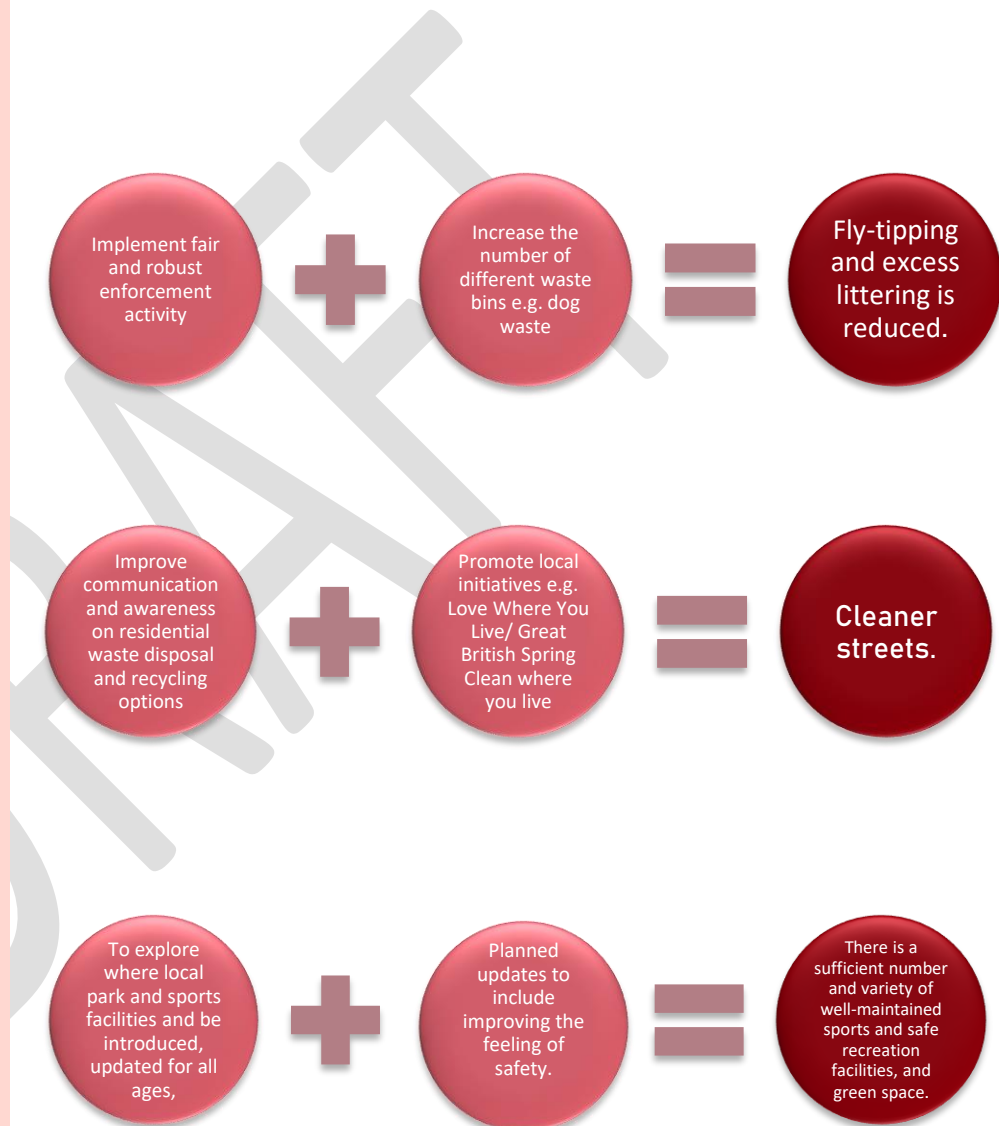 Implement fair
and robust
enforcement
activity
Increase the
number of
different waste
bins e.g. dog
waste
Fly-tipping
and excess
littering is
reduced.
Improve
communication
and awareness
on residential
waste disposal
and recycling
options
Promote local
initiatives e.g.
Love Where You
Live/ Great
British Spring
Clean where
you live
Cleaner
streets.
To explore
where local
park and sports
facilities and be
introduced,
updated for all
ages,
Planned
updates to
include
improving the
feeling of
safety.
There is a
sufficient number
and variety of
well-maintained
sports and safe
recreation
facilities, and
green space.
DRAFT